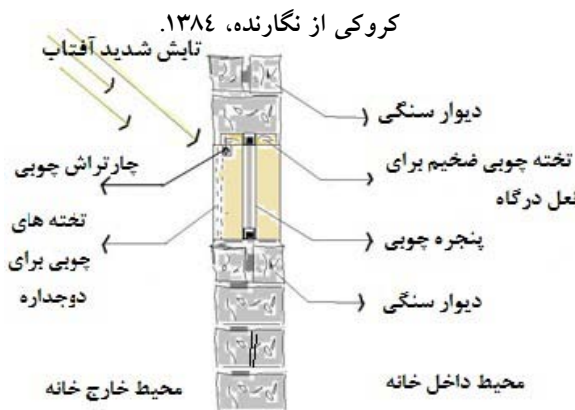 کروکی از نگارنده، ۱۳۸٤.
تابش شدید آفتاب
دیوار سنگی
چارتراش چوبی
تخته چوبی ضخیم برای
نعل درگاه
تخته های
چوبی برای
دوجداره
پنجره چوبی
دیوار سنگی
محیط خارج خانه
محیط داخل خانه